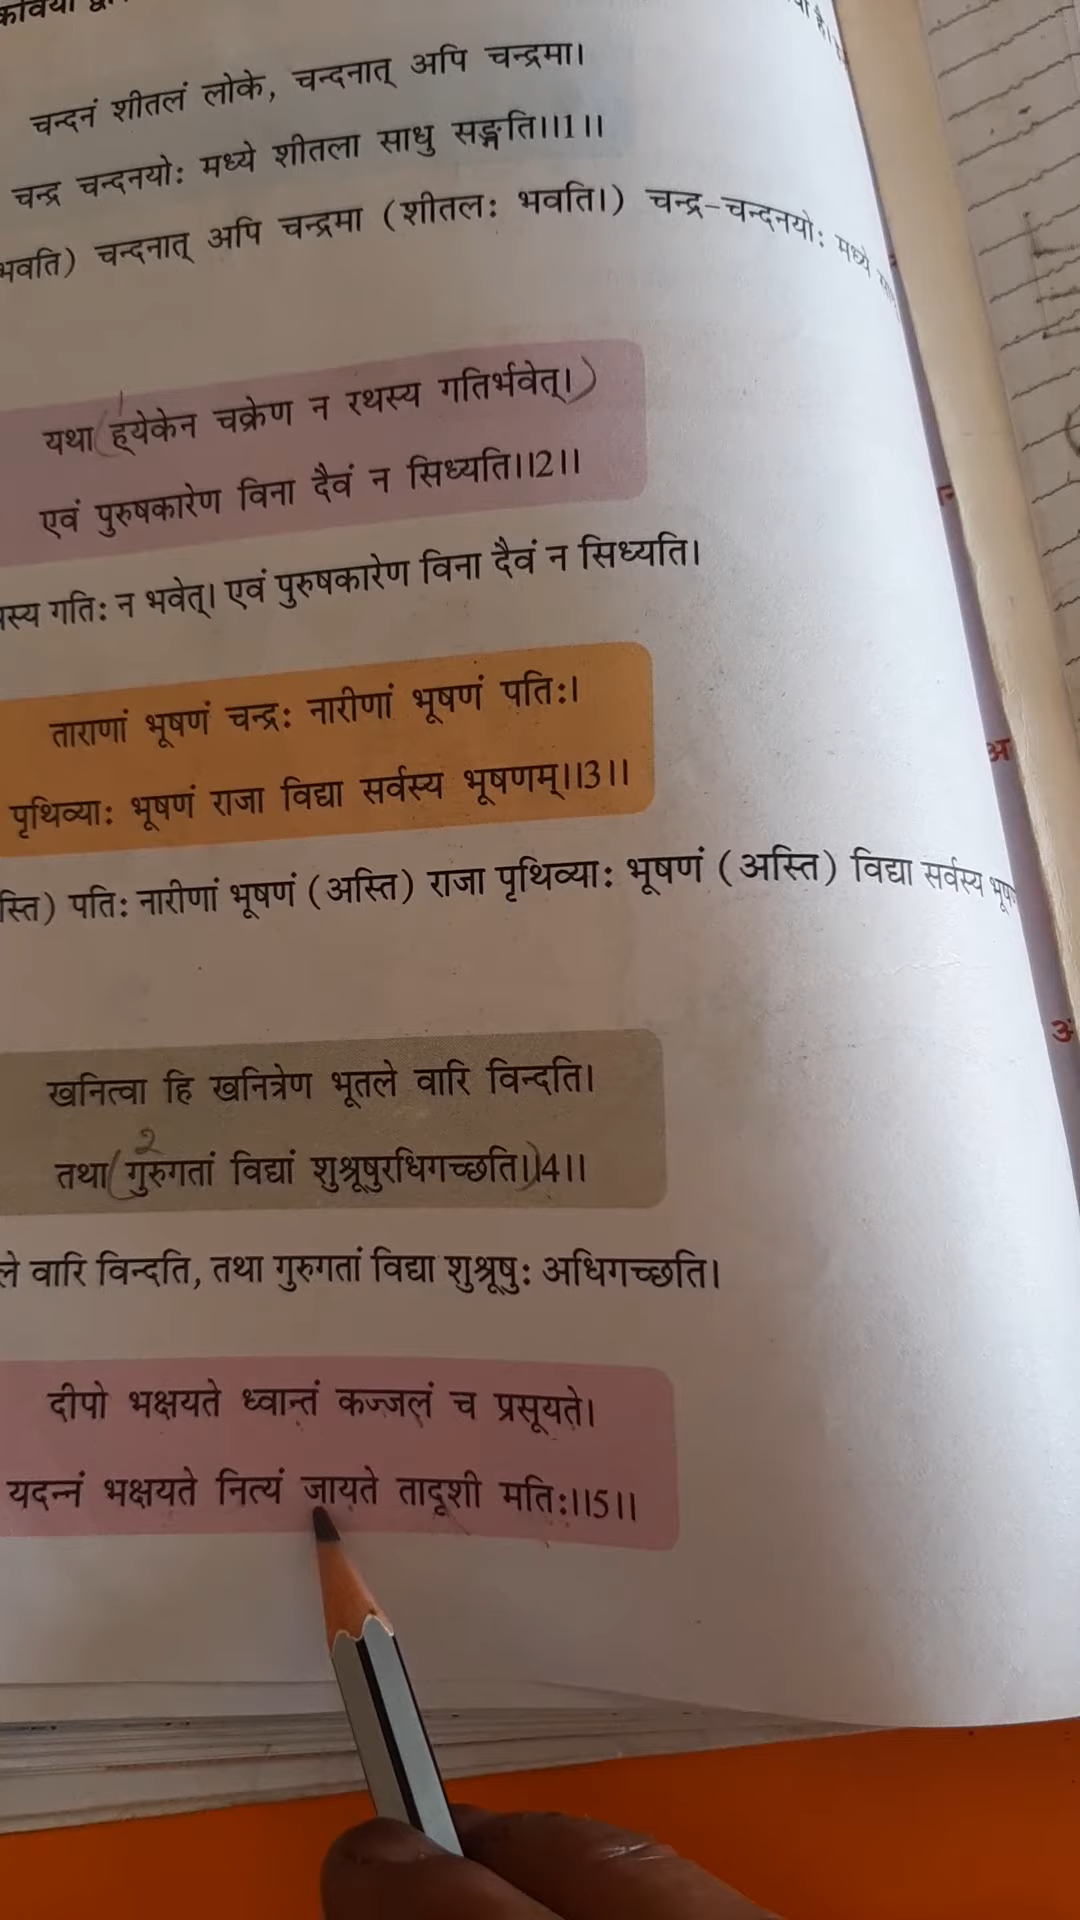 चन्दनं शीतलं लोके, चन्दनात् अपि चन्द्रमा।
चन्द्र चन्दनयोः मध्ये शीतला साधु सङ्गति।।1।।
भवति) चन्दनात् अपि चन्द्रमा (शीतलः भवति।) चन्द्र-चन्दनयोः मध्ये
यथा ह्येकेन चक्रेण न रथस्य गतिर्भवेत्।
एवं पुरुषकारेण विना दैवं न सिध्यति।।2।।
गतिः न भवेत्। एवं पुरुषकारेण विना दैवं न सिध्यति।
ताराणां भूषणं चन्द्रः नारीणां भूषणं पतिः।
पृथिव्याः भूषणं राजा विद्या सर्वस्य भूषणम्।।3।।
स्ति) पतिः नारीणां भूषणं (अस्ति) राजा पृथिव्याः भूषणं (अस्ति) विद्या सर्वस्य
खनित्वा हि खनित्रेण भूतले वारि विन्दति।
2
तथा (गुरुगतां विद्यां शुश्रूषुरधिगच्छति।)।4।।
ले वारि विन्दति, तथा गुरुगतां विद्या शुश्रूषुः अधिगच्छति।
दीपो भक्षयते ध्वान्तं कज्जलं च प्रसूयते।
यदन्नं भक्षयते नित्यं जायते तादृशी मतिः।।5।।